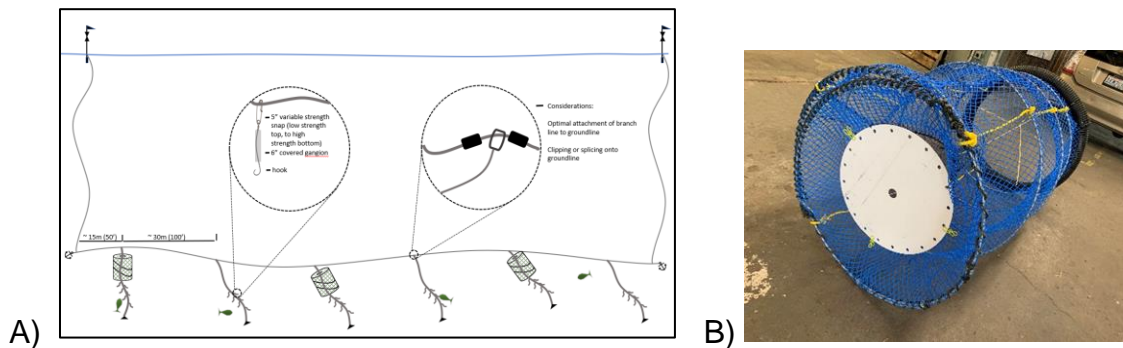 5" variable strength
snap (low strength
top, to high
strength bottom)
6" covered gangion
hook
Considerations:
Optimal attachment of branch
line to groundline
Clipping or splicing onto
groundline
~ 15m (50')
~ 30m (100')
A)
B)